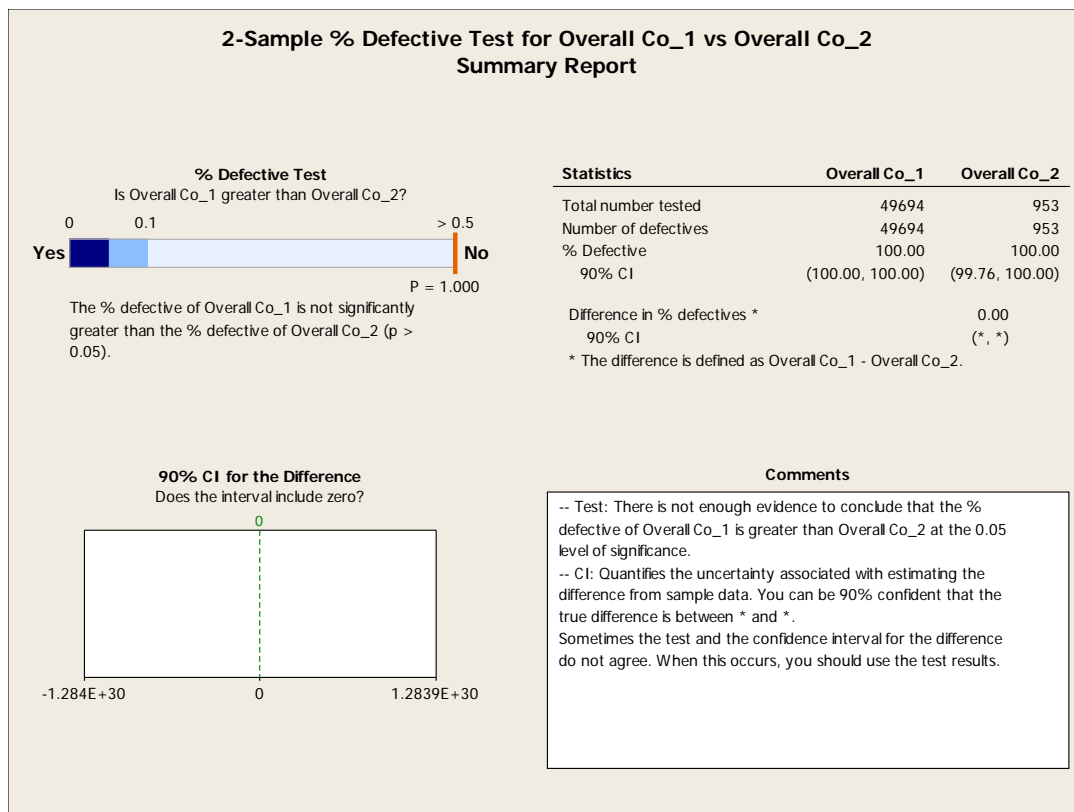 2-Sample % Defective Test for Overall Co_1 vs Overall Co_2
Summary Report
% Defective Test
Is Overall Co_1 greater than Overall Co_2?
0 0.1 > 0.5
Yes No
P = 1.000
The % defective of Overall Co_1 is not significantly
greater than the % defective of Overall Co_2 (p >
0.05).
Statistics Overall Co_1 Overall Co_2
Total number tested 49694 953
Number of defectives 49694 953
% Defective 100.00 100.00
90% CI (100.00, 100.00) (99.76, 100.00)
Difference in % defectives * 0.00
90% CI (*, *)
* The difference is defined as Overall Co_1 - Overall Co_2.
90% CI for the Difference
Does the interval include zero?
0
-1.284E+30 0 1.2839E+30
Comments
-- Test: There is not enough evidence to conclude that the %
defective of Overall Co_1 is greater than Overall Co_2 at the 0.05
level of significance.
-- CI: Quantifies the uncertainty associated with estimating the
difference from sample data. You can be 90% confident that the
true difference is between * and *.
Sometimes the test and the confidence interval for the difference
do not agree. When this occurs, you should use the test results.